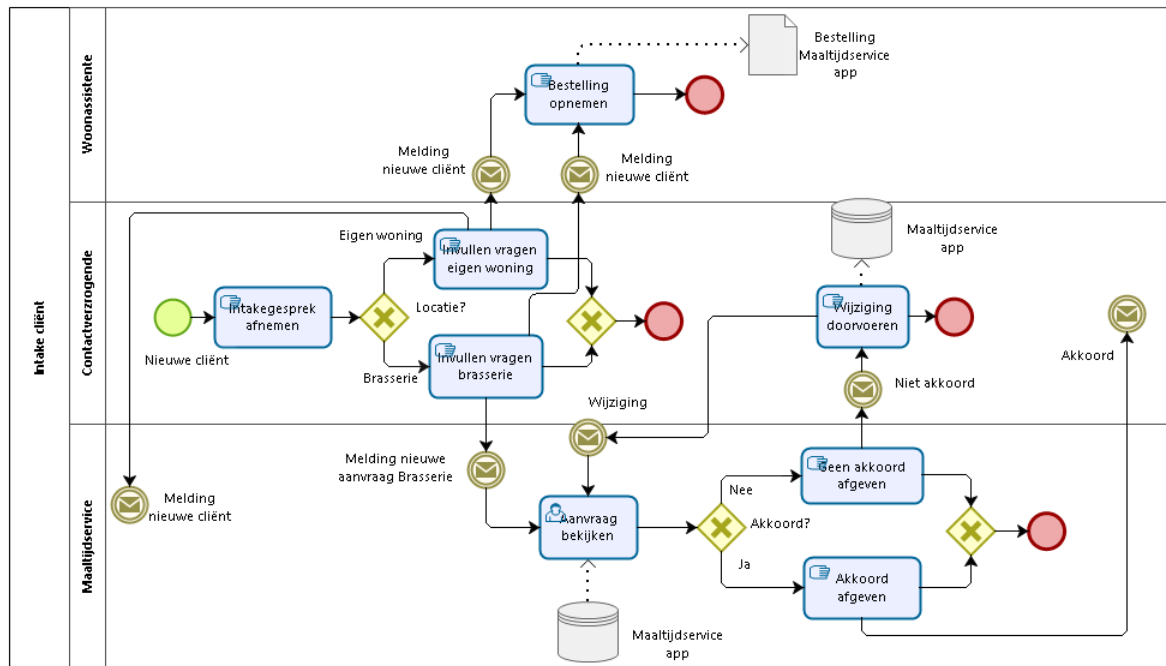 Intake cliënt
Woonassistente
Bestelling
Maaltijdservice
app
Bestelling
opnemen
Melding
nieuwe cliënt
Melding
nieuwe cliënt
Contactverzrogende
Nieuwe cliënt
Intakegesprek
afnemen
Locatie?
Eigen woning
Invullen vragen
eigen woning
Brasserie
Invullen vragen
brasserie
Maaltijdservice
app
Wijziging
doorvoeren
Niet akkoord
Akkoord
Wijziging
Maaltijdservice
Melding
nieuwe cliënt
Melding nieuwe
aanvraag Brasserie
Aanvraag
bekijken
Maaltijdservice
app
Akkoord?
Nee
Geen akkoord
afgeven
Ja
Akkoord
afgeven